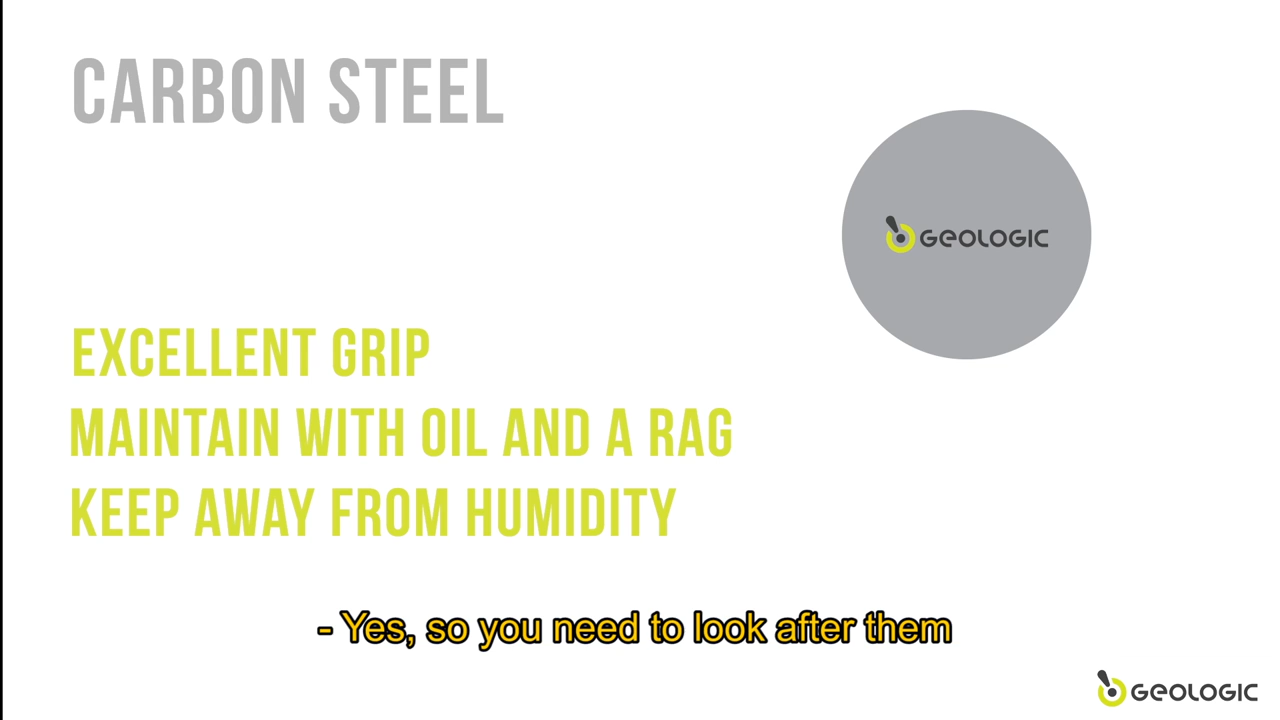 CARBON STEEL
GEOLOGIC
EXCELLENT GRIP
MAINTAIN WITH OIL AND A RAG
KEEP AWAY FROM HUMIDITY
- Yes, so you need to look after them
GEOLOGIC